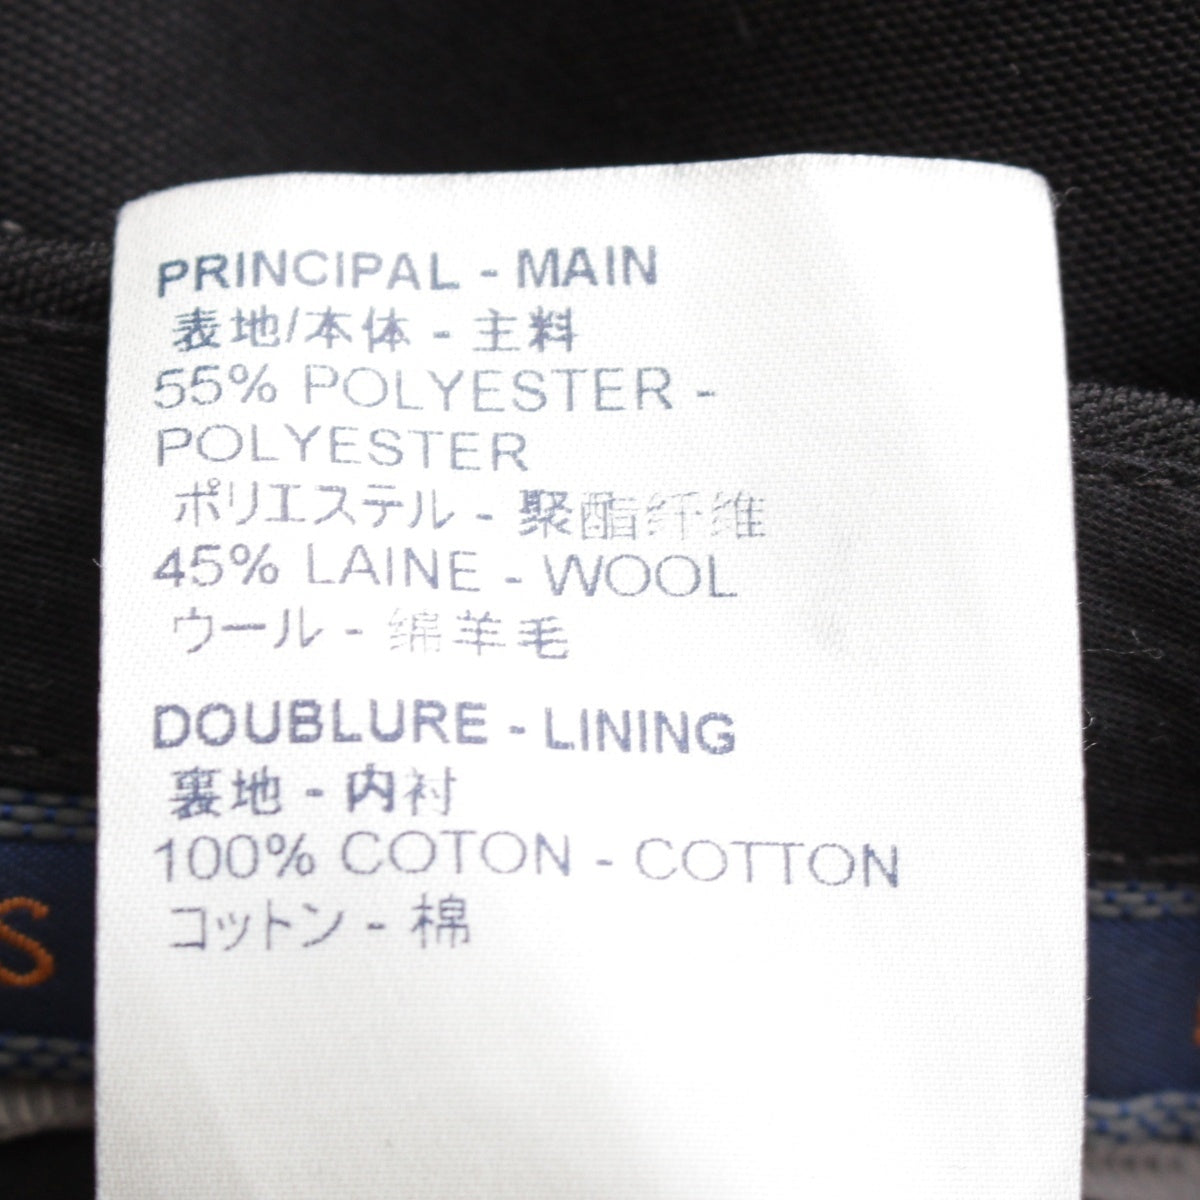 PRINCIPAL - MAIN
表地/本体 - 主料
55% POLYESTER -
POLYESTER
ポリエステル - 聚酯纤维
45% LAINE - WOOL
ウール - 绵羊毛
DOUBLURE - LINING
裏地 - 内衬
100% COTON - COTTON
コットン - 棉
S